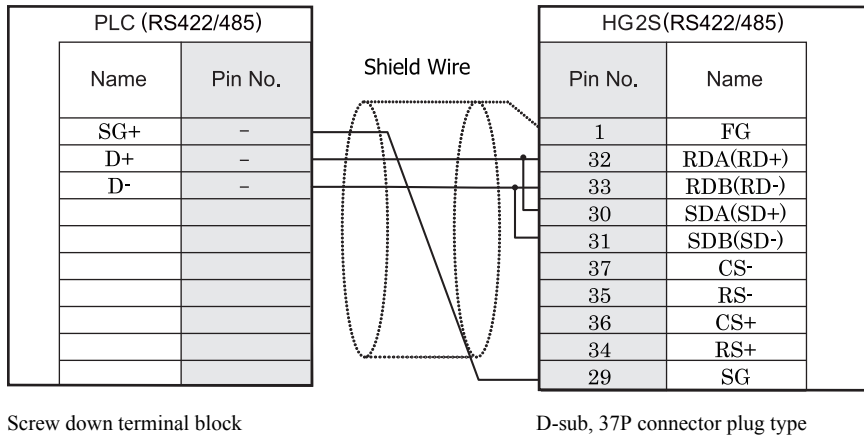 PLC (RS422/485)
HG2S(RS422/485)
Name Pin No.
Shield Wire
Pin No. Name
SG+ -
1 FG
D+ -
32 RDA(RD+)
D- -
33 RDB(RD-)
30 SDA(SD+)
31 SDB(SD-)
37 CS-
35 RS-
36 CS+
34 RS+
29 SG
Screw down terminal block
D-sub, 37P connector plug type